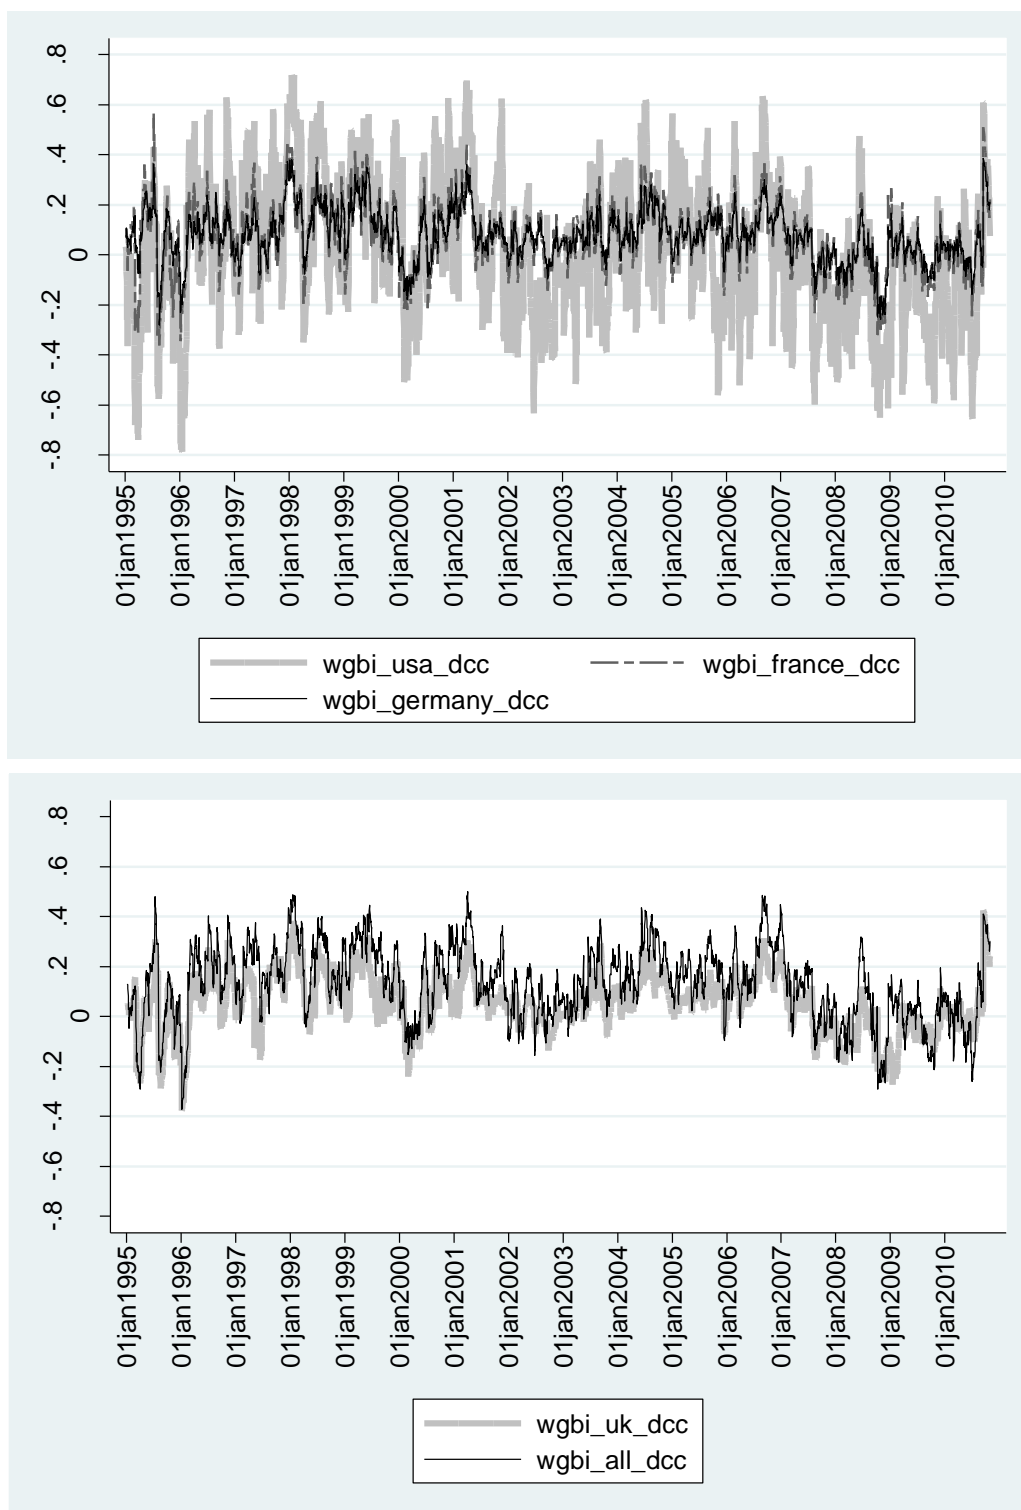 .8
.6
.4
.2
0
-.2
-.4
-.6
-.8
01jan1995
01jan1996
01jan1997
01jan1998
01jan1999
01jan2000
01jan2001
01jan2002
01jan2003
01jan2004
01jan2005
01jan2006
01jan2007
01jan2008
01jan2009
01jan2010
wgbi_usa_dcc
wgbi_france_dcc
wgbi_germany_dcc
.8
.6
.4
.2
0
-.2
-.4
-.6
-.8
01jan1995
01jan1996
01jan1997
01jan1998
01jan1999
01jan2000
01jan2001
01jan2002
01jan2003
01jan2004
01jan2005
01jan2006
01jan2007
01jan2008
01jan2009
01jan2010
wgbi_uk_dcc
wgbi_all_dcc